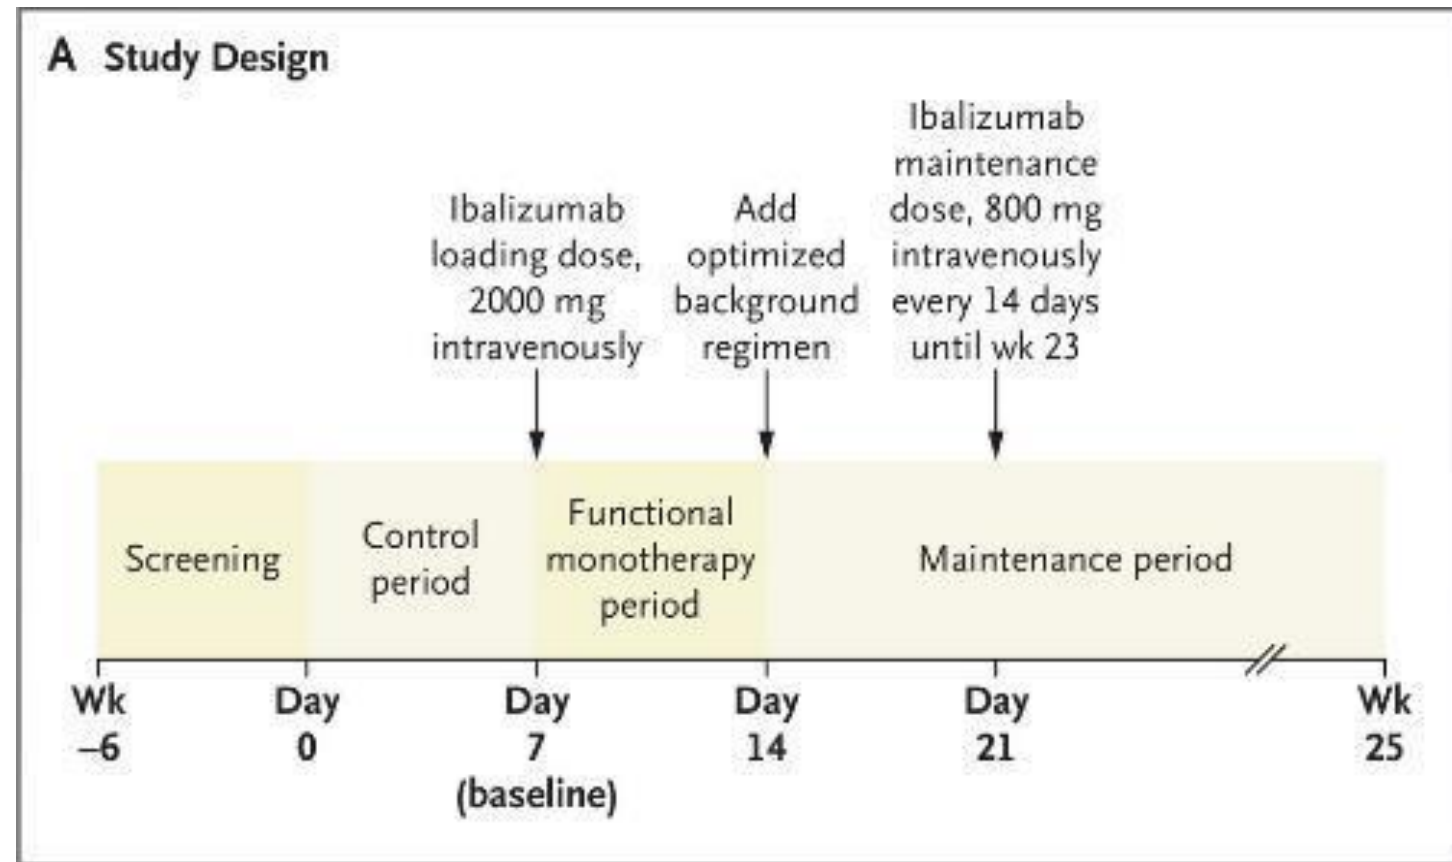 A Study Design
Ibalizumab
loading dose,
2000 mg
intravenously
Add
optimized
background
regimen
Ibalizumab
maintenance
dose, 800 mg
intravenously
every 14 days
until wk 23
Screening
Control
period
Functional
monotherapy
period
Maintenance period
Wk
–6
Day
0
Day
7
(baseline)
Day
14
Day
21
Wk
25